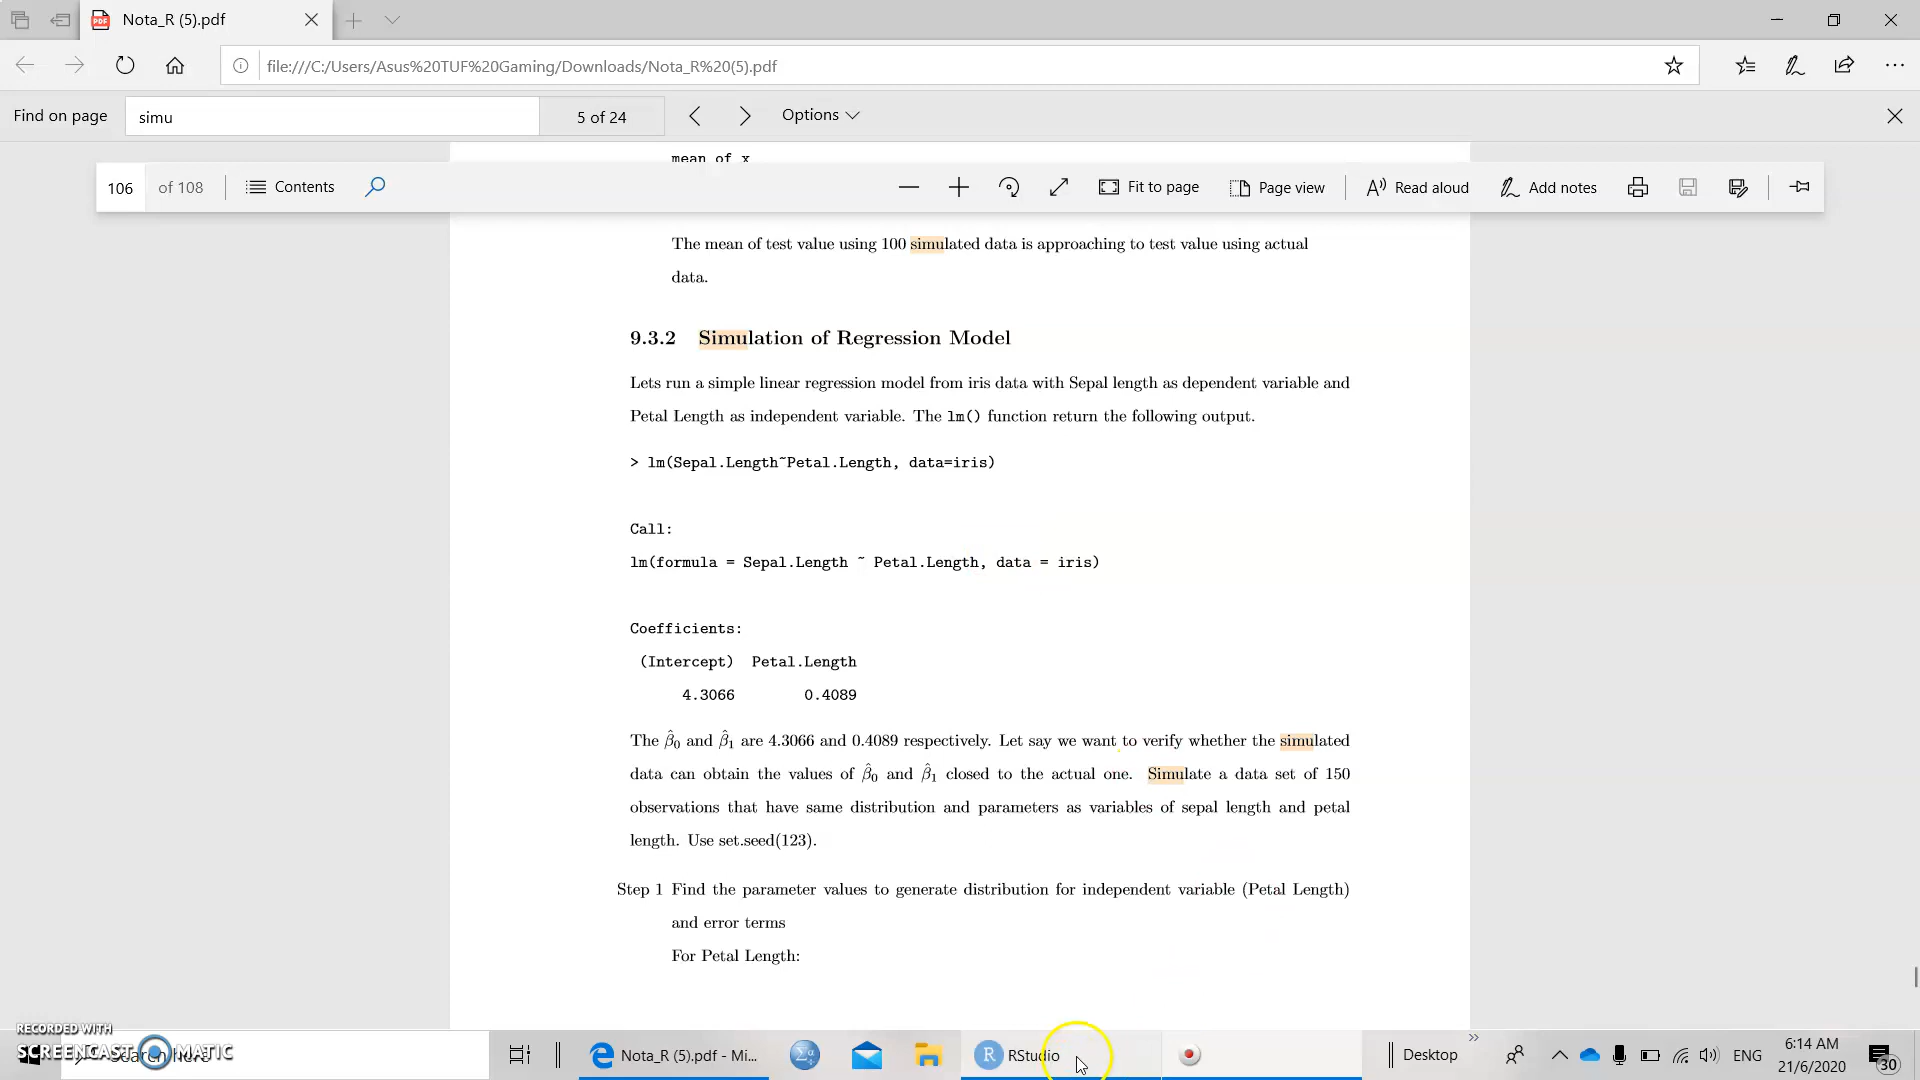 Nota_R (5).pdf
file:///C:/Users/Asus%20TUF%20Gaming/Downloads/Nota_R%20(5).pdf
Find on page
simu
5 of 24
Options
mean of x
106
of 108
Contents
Fit to page
Page view
Read aloud
Add notes
The mean of test value using 100 simulated data is approaching to test value using actual
data.
9.3.2 Simulation of Regression Model
Lets run a simple linear regression model from iris data with Sepal length as dependent variable and
Petal Length as independent variable. The lm() function return the following output.
> lm(Sepal.Length~Petal.Length, data=iris)
Call:
lm(formula = Sepal.Length ~ Petal.Length, data = iris)
Coefficients:
(Intercept) Petal.Length
4.3066 0.4089
The β̂0 and β̂1 are 4.3066 and 0.4089 respectively. Let say we want to verify whether the simulated
data can obtain the values of β̂0 and β̂1 closed to the actual one. Simulate a data set of 150
observations that have same distribution and parameters as variables of sepal length and petal
length. Use set.seed(123).
Step 1 Find the parameter values to generate distribution for independent variable (Petal Length)
and error terms
For Petal Length:
RECORDED WITH
SCREENCAST MATIC
Nota_R (5).pdf - Mi...
RStudio
Desktop
ENG
6:14 AM
21/6/2020
30